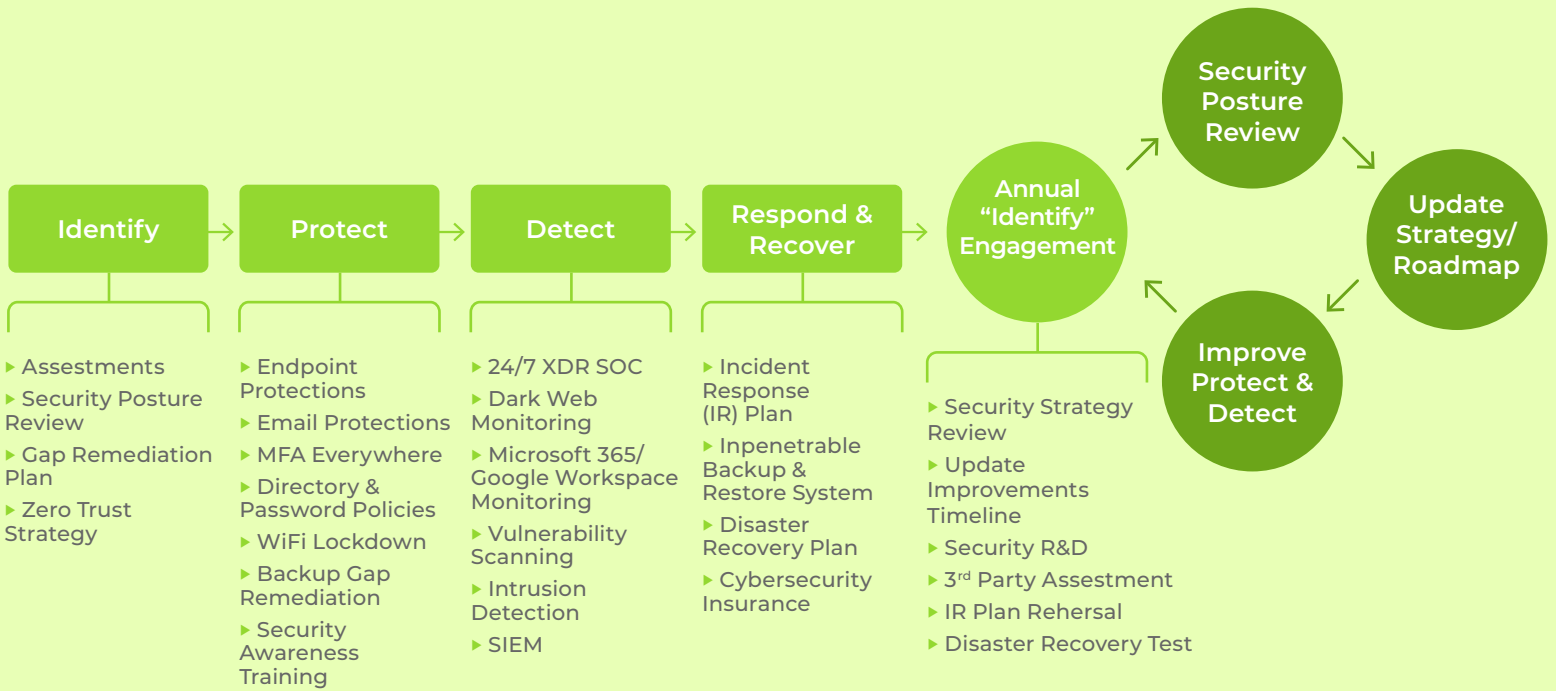 Identify
▸ Assestments
▸ Security Posture
Review
▸ Gap Remediation
Plan
▸ Zero Trust
Strategy
Protect
▸ Endpoint
Protections
▸ Email Protections
▸ MFA Everywhere
▸ Directory &
Password Policies
▸ WiFi Lockdown
▸ Backup Gap
Remediation
▸ Security
Awareness
Training
Detect
▸ 24/7 XDR SOC
▸ Dark Web
Monitoring
▸ Microsoft 365/
Google Workspace
Monitoring
▸ Vulnerability
Scanning
▸ Intrusion
Detection
▸ SIEM
Respond &
Recover
▸ Incident
Response
(IR) Plan
▸ Inpenetrable
Backup &
Restore System
▸ Disaster
Recovery Plan
▸ Cybersecurity
Insurance
Annual
“Identify”
Engagement
▸ Security Strategy
Review
▸ Update
Improvements
Timeline
▸ Security R&D
▸ 3rd Party Assestment
▸ IR Plan Rehersal
▸ Disaster Recovery Test
Security
Posture
Review
Update
Strategy/
Roadmap
Improve
Protect &
Detect